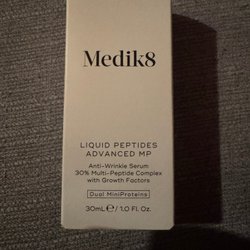 Medik8
LIQUID PEPTIDES
ADVANCED MP
Anti-Wrinkle Serum
30% Multi-Peptide Complex
with Growth Factors
Dual MiniProteins
30mL℮ / 1.0 Fl. Oz.